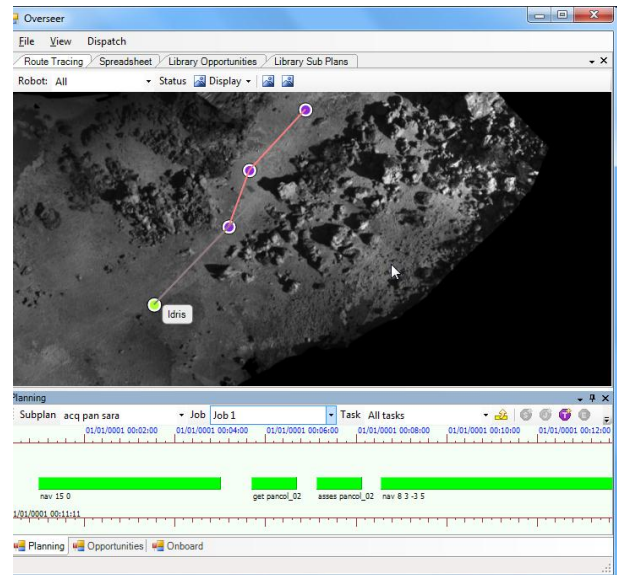 Overseer
File View Dispatch
Route Tracing Spreadsheet Library Opportunities Library Sub Plans
Robot: All Status Display
Idris
Planning
Subplan acq pan sara Job Job 1 Task All tasks
01/01/0001 00:02:00 01/01/0001 00:04:00 01/01/0001 00:06:00 01/01/0001 00:08:00 01/01/0001 00:10:00 01/01/0001 00:12:00
nav 15 0 get pancol_02 asses pancol_02 nav 8 3 -3 5
1/01/0001 00:11:11
Planning Opportunities Onboard